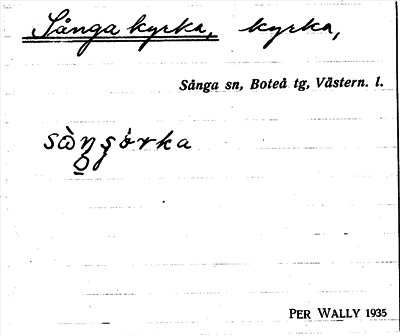 Sånga kyrka, kyrka,
Sånga sn, Boteå tg, Västern. l.
PER WALLY 1935